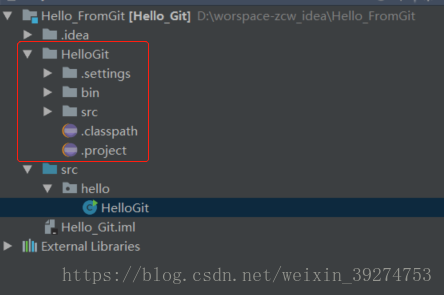 Hello_FromGit [Hello_Git] D:\worspace-zcw_idea\Hello_FromGit
.idea
HelloGit
.settings
bin
src
.classpath
.project
src
hello
HelloGit
Hello_Git.iml
External Libraries
https://blog.csdn.net/weixin_39274753